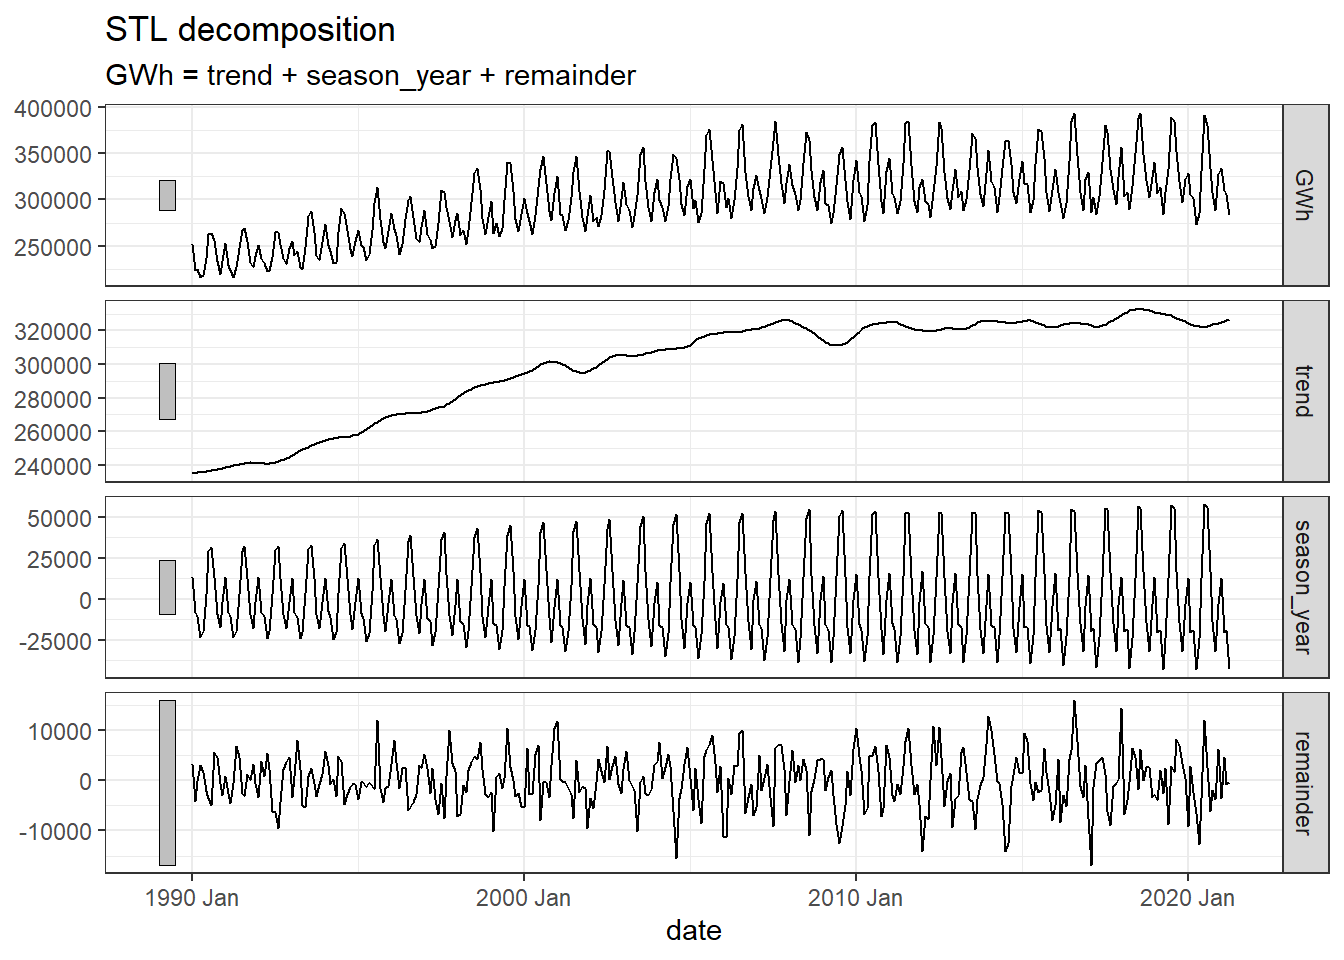 STL decomposition
GWh = trend + season_year + remainder
400000
350000
300000
250000
GWh
320000
300000
280000
260000
240000
trend
50000
25000
0
-25000
season_year
10000
0
-10000
remainder
1990 Jan
2000 Jan
2010 Jan
2020 Jan
date